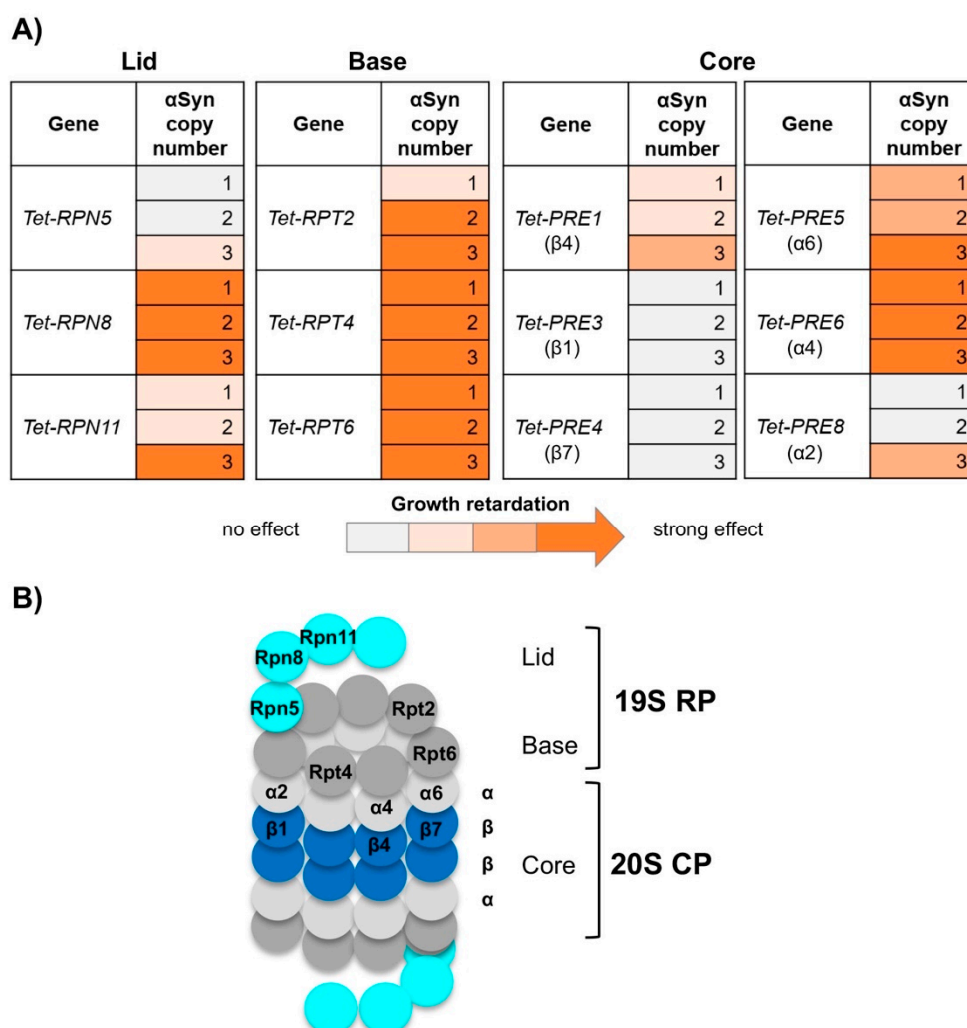 A)
Lid
Gene
αSyn
copy
number
Tet-RPN5
1
2
3
Tet-RPN8
1
2
3
Tet-RPN11
1
2
3
Base
Gene
αSyn
copy
number
Tet-RPT2
1
2
3
Tet-RPT4
1
2
3
Tet-RPT6
1
2
3
Core
Gene
αSyn
copy
number
Tet-PRE1
(β4)
1
2
3
Tet-PRE3
(β1)
1
2
3
Tet-PRE4
(β7)
1
2
3
Gene
αSyn
copy
number
Tet-PRE5
(α6)
1
2
3
Tet-PRE6
(α4)
1
2
3
Tet-PRE8
(α2)
1
2
3
Growth retardation
no effect
strong effect
B)
Rpn11
Rpn8
Rpn5
Rpt2
Rpt6
Rpt4
α2
α4
α6
β1
β4
β7
α
β
β
α
Lid
Base
19S RP
Core
20S CP